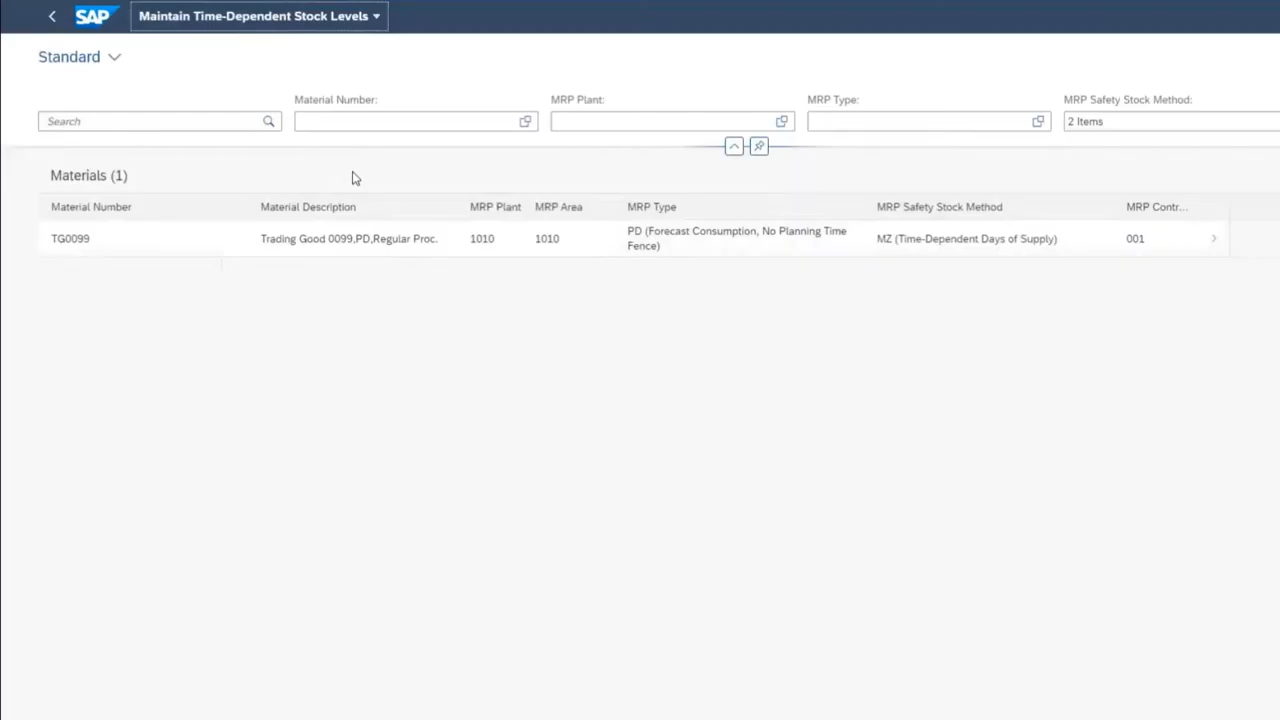 SAP Maintain Time-Dependent Stock Levels
Standard
Material Number: MRP Plant: MRP Type: MRP Safety Stock Method:
Search 2 Items
Materials (1)
Material Number Material Description MRP Plant MRP Area MRP Type MRP Safety Stock Method MRP Contr...
TG0099 Trading Good 0099,PD,Regular Proc. 1010 1010 PD (Forecast Consumption, No Planning Time MZ (Time-Dependent Days of Supply) 001
Fence)